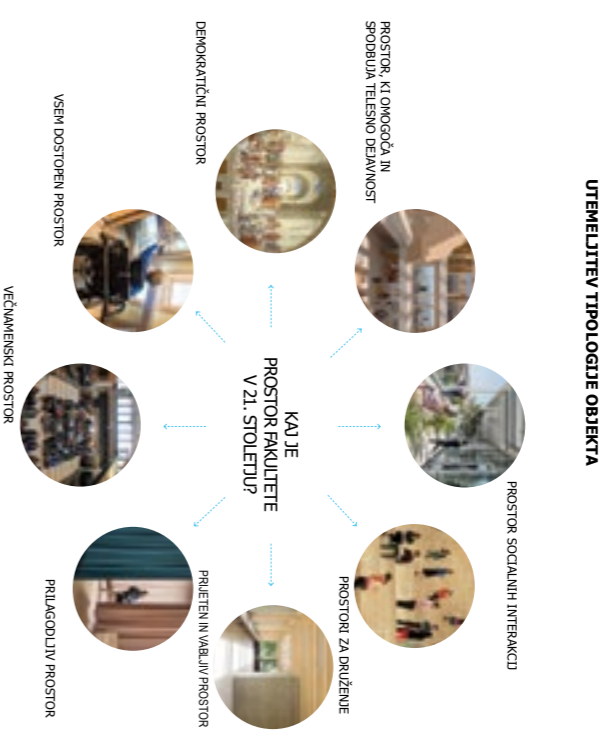 UTEMELJITEV TIPOLOGIJE OBJEKTA
PROSTOR SOCIALNIH INTERAKCIJ
PROSTOR, KI OMOGOČA IN
SPODBUJA TELESNO DEJAVNOST
PROSTORI ZA DRUŽENJE
DEMOKRATIČNI PROSTOR
KAJ JE
PROSTOR FAKULTETE
V 21. STOLETJU?
PRIJETEN IN VABLJIV PROSTOR
VSEM DOSTOPEN PROSTOR
PRILAGODLJIV PROSTOR
VEČNAMENSKI PROSTOR